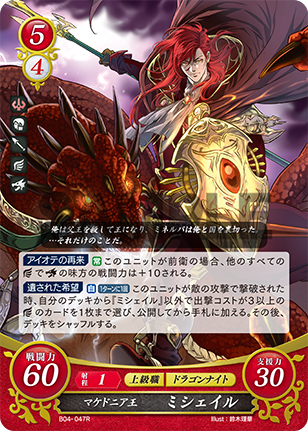 5
4
俺は父王を殺して王になり、ミネルバは俺と国を裏切った。
…それだけのことだ。
アイオテの再来 常 このユニットが前衛の場合、他のすべての
で の味方の戦闘力は+10される。
遺された希望 自 1ターン1回 このユニットが敵の攻撃で撃破された
時、自分のデッキから『ミシェイル』以外で出撃コストが3以上の
のカードを1枚まで選び、公開してから手札に加える。その後、
デッキをシャッフルする。
戦闘力
60
射程 1 上級職 ドラゴンナイト
支援力
30
マケドニア王 ミシェイル
B04-047R
Illust:鈴木理華